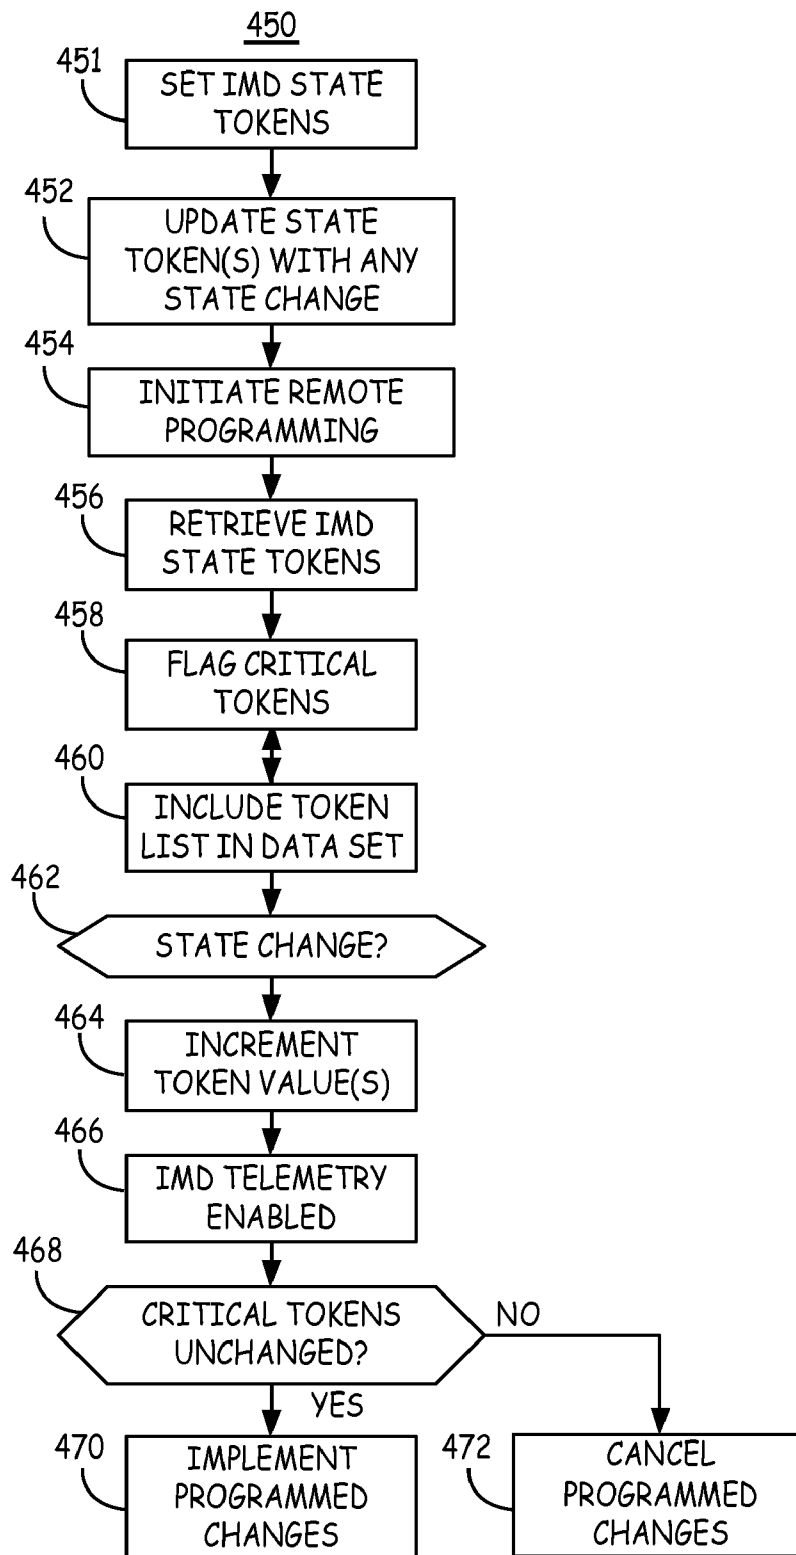 450
451
SET IMD STATE
TOKENS
452
UPDATE STATE
TOKEN(S) WITH ANY
STATE CHANGE
454
INITIATE REMOTE
PROGRAMMING
456
RETRIEVE IMD
STATE TOKENS
458
FLAG CRITICAL
TOKENS
460
INCLUDE TOKEN
LIST IN DATA SET
462
STATE CHANGE?
464
INCREMENT
TOKEN VALUE(S)
466
IMD TELEMETRY
ENABLED
468
CRITICAL TOKENS
UNCHANGED?
NO
YES
470
IMPLEMENT
PROGRAMMED
CHANGES
472
CANCEL
PROGRAMMED
CHANGES